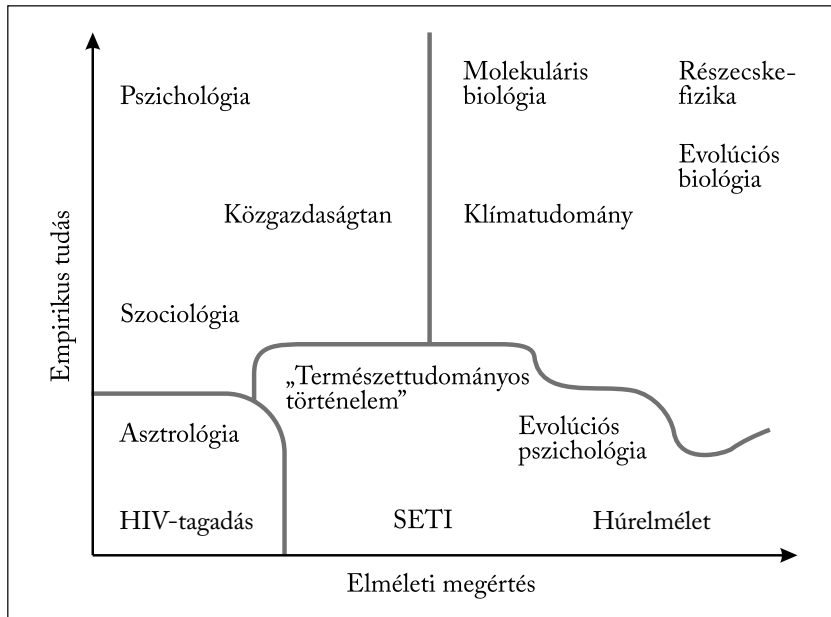 Pszichológia
Molekuláris
biológia
Részecske-
fizika
Evolúciós
biológia
Közgazdaságtan
Klímatudomány
Szociológia
„Természettudományos
történelem”
Asztrológia
Evolúciós
pszichológia
HIV-tagadás
SETI
Húrelmélet
Empirikus tudás
Elméleti megértés